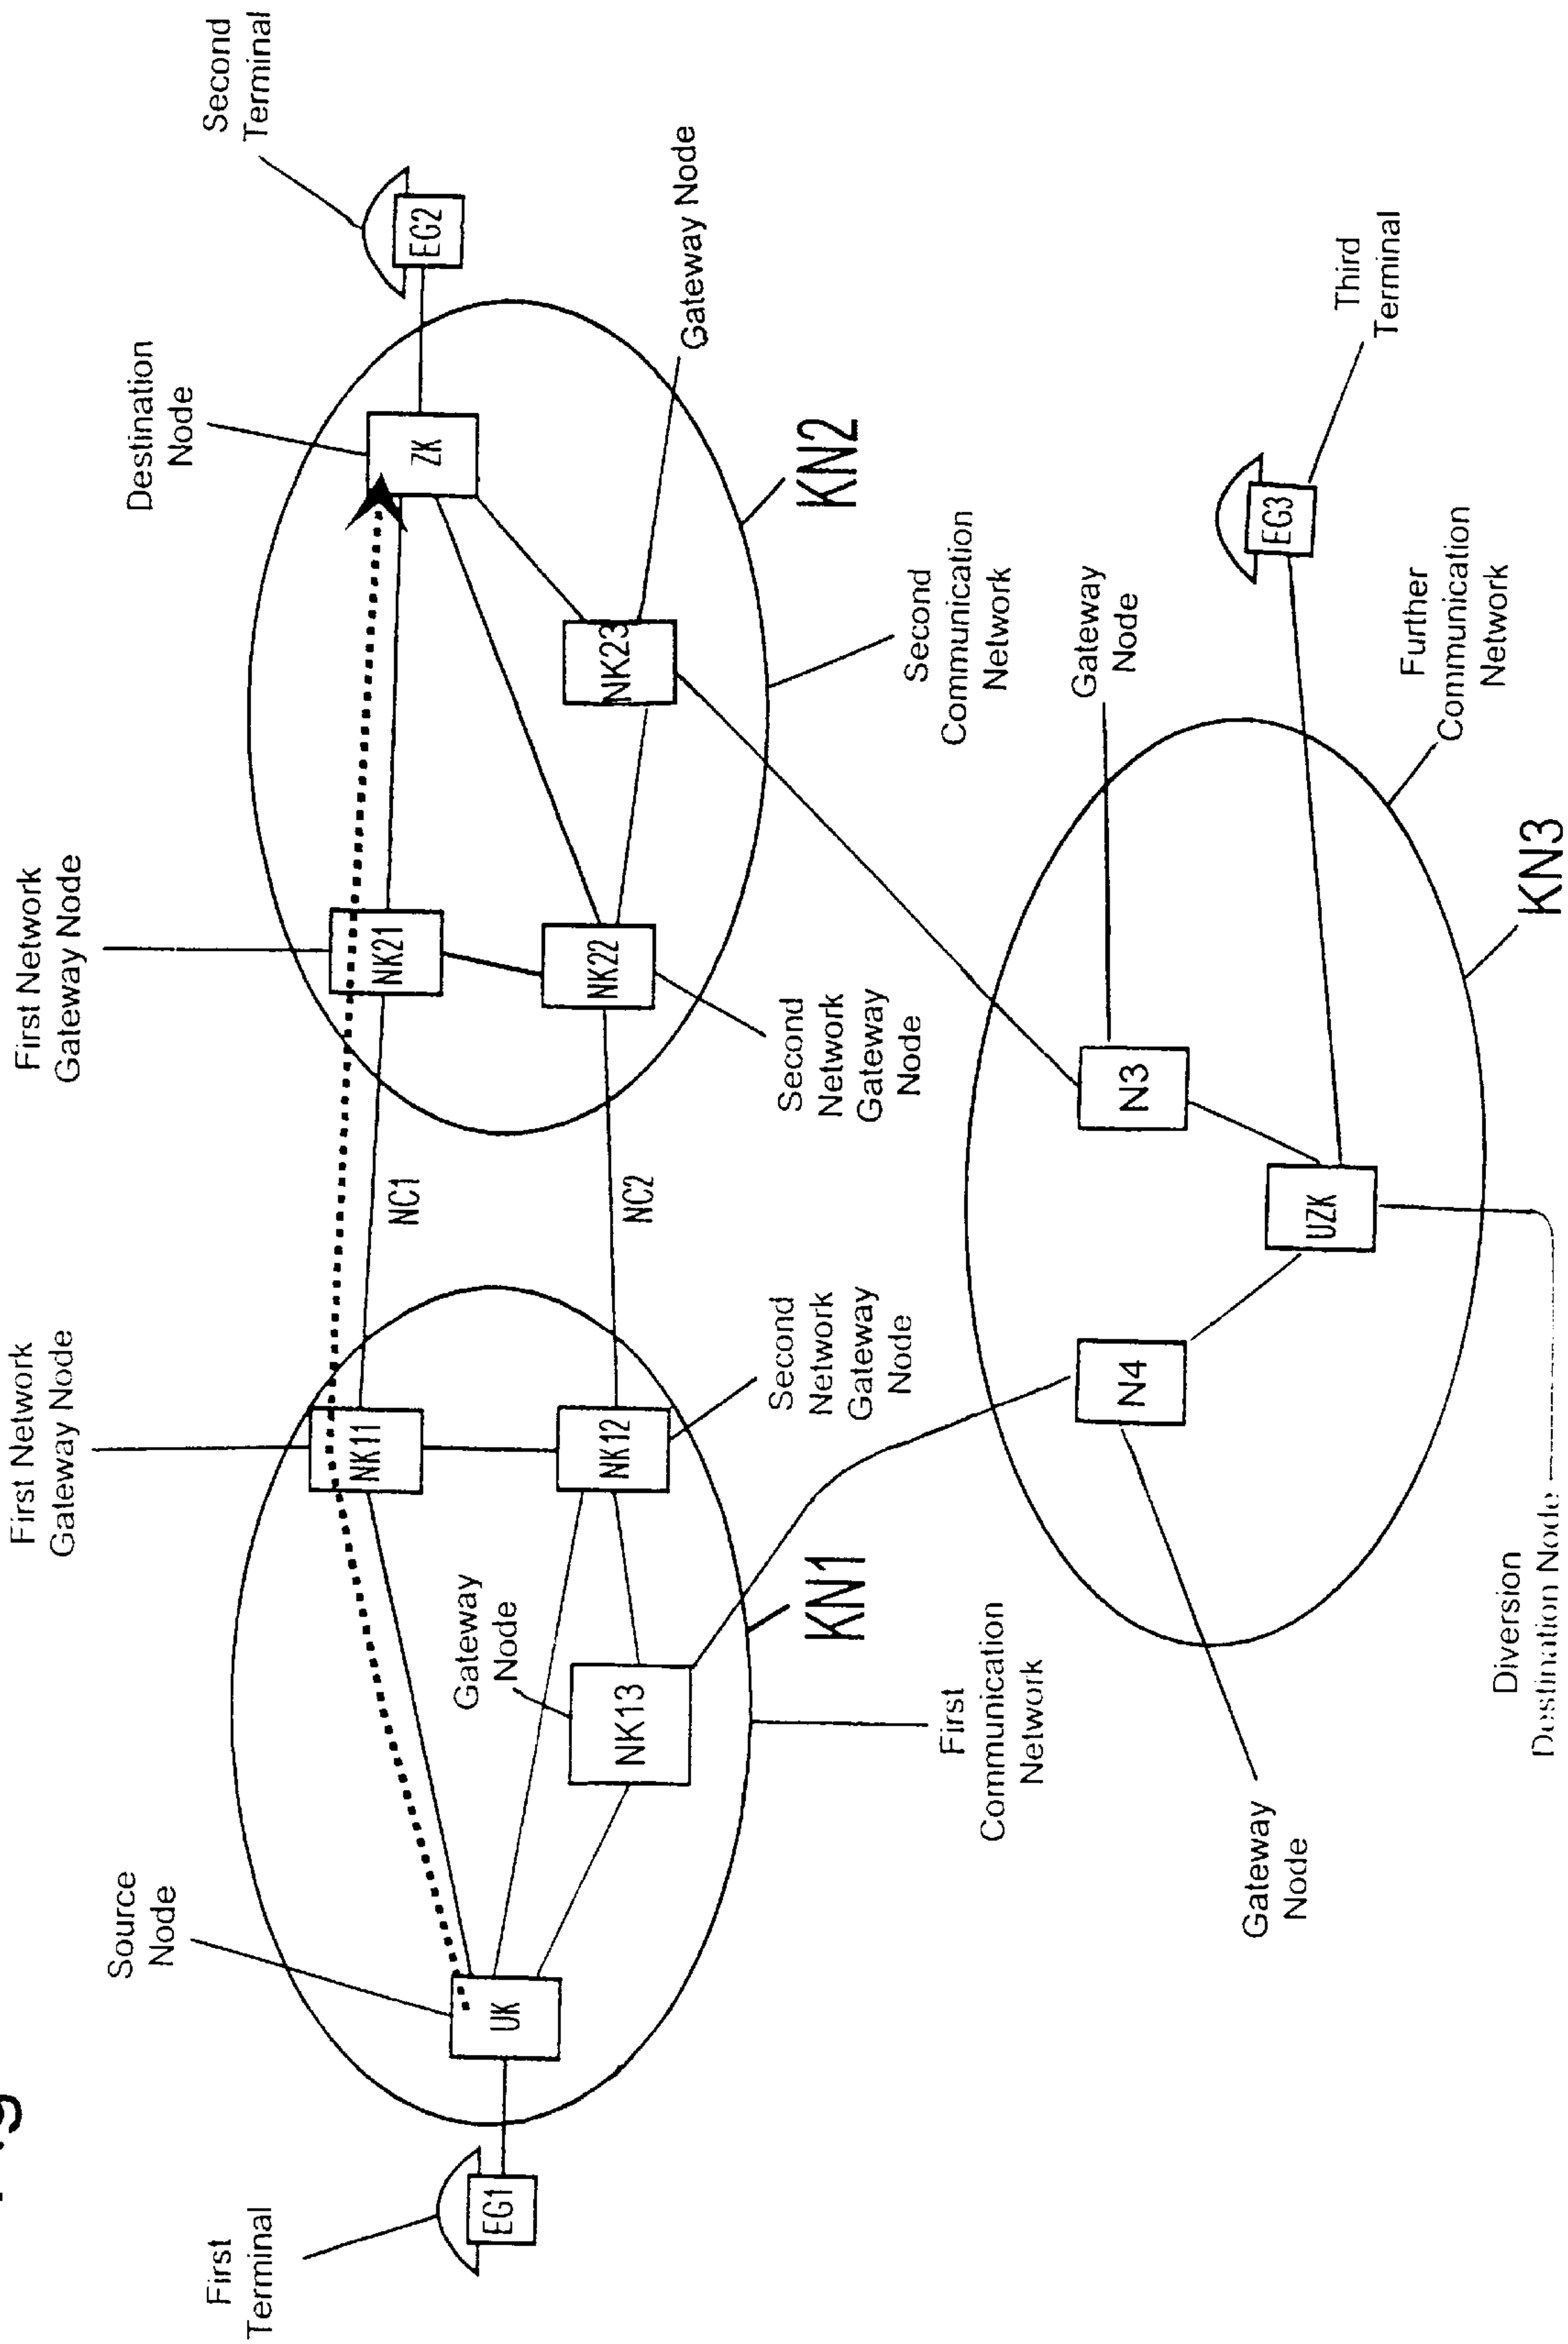 First Network
Gateway Node
First Network
Gateway Node
Source
Node
Destination
Node
Second
Terminal
First
Terminal
EG1
UK
Gateway
Node
NK13
NK11
NK12
NC1
NC2
NK21
NK22
NK23
ZK
EG2
Gateway Node
KN1
First
Communication
Network
Second
Network
Gateway
Node
Second
Network
Gateway
Node
Second
Communication
Network
KN2
Gateway
Node
N4
N3
Gateway
Node
UZK
EG3
Third
Terminal
Further
Communication
Network
KN3
Diversion
Destination Node